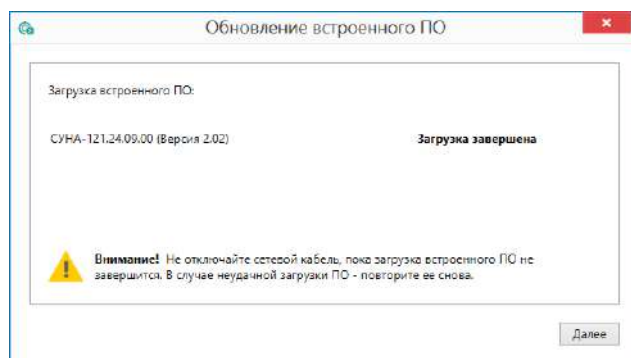 Обновление встроенного ПО
Загрузка встроенного ПО:
СУНА-121.24.09.00 (Версия 2.02) Загрузка завершена
Внимание! Не отключайте сетевой кабель, пока загрузка встроенного ПО не
завершится. В случае неудачной загрузки ПО - повторите ее снова.
Далее